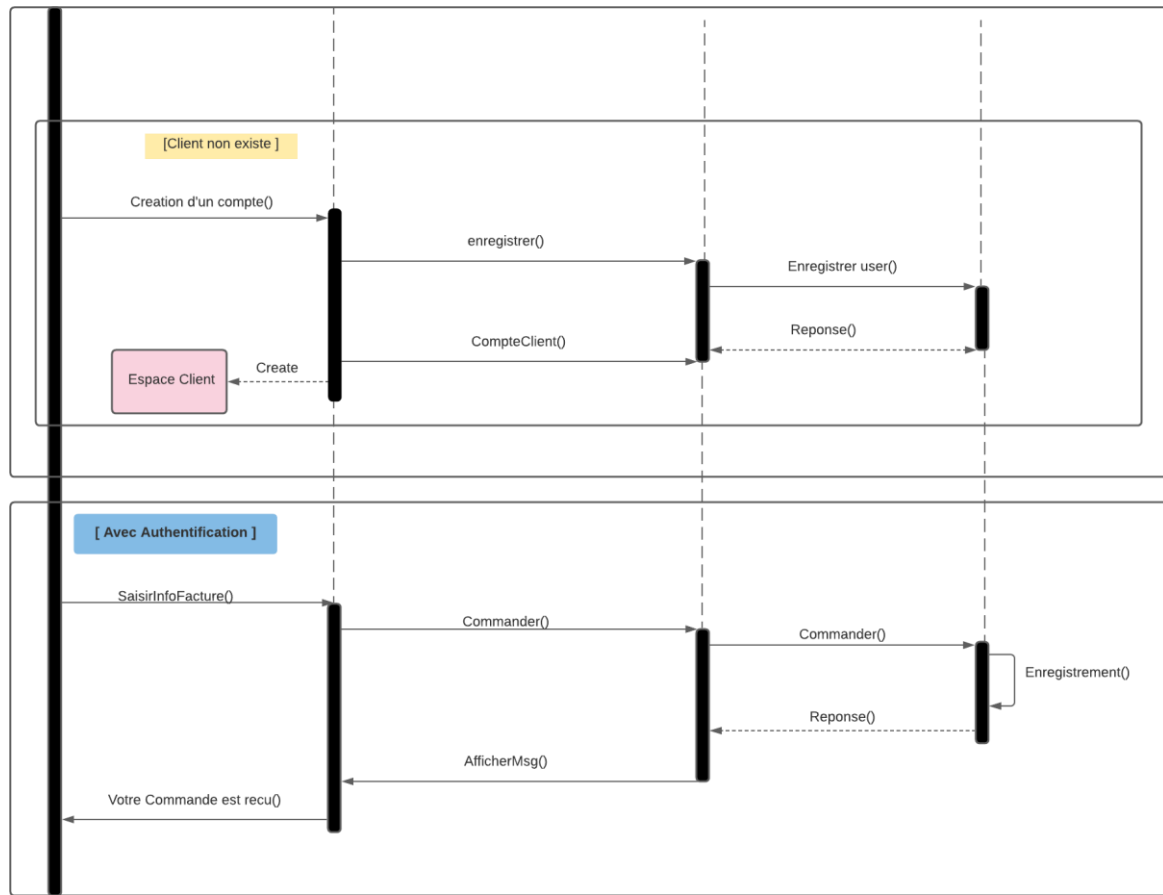 [Client non existe ]
Creation d'un compte()
enregistrer()
Enregistrer user()
Reponse()
CompteClient()
Create
Espace Client
[ Avec Authentification ]
SaisirInfoFacture()
Commander()
Commander()
Enregistrement()
Reponse()
AfficherMsg()
Votre Commande est recu()